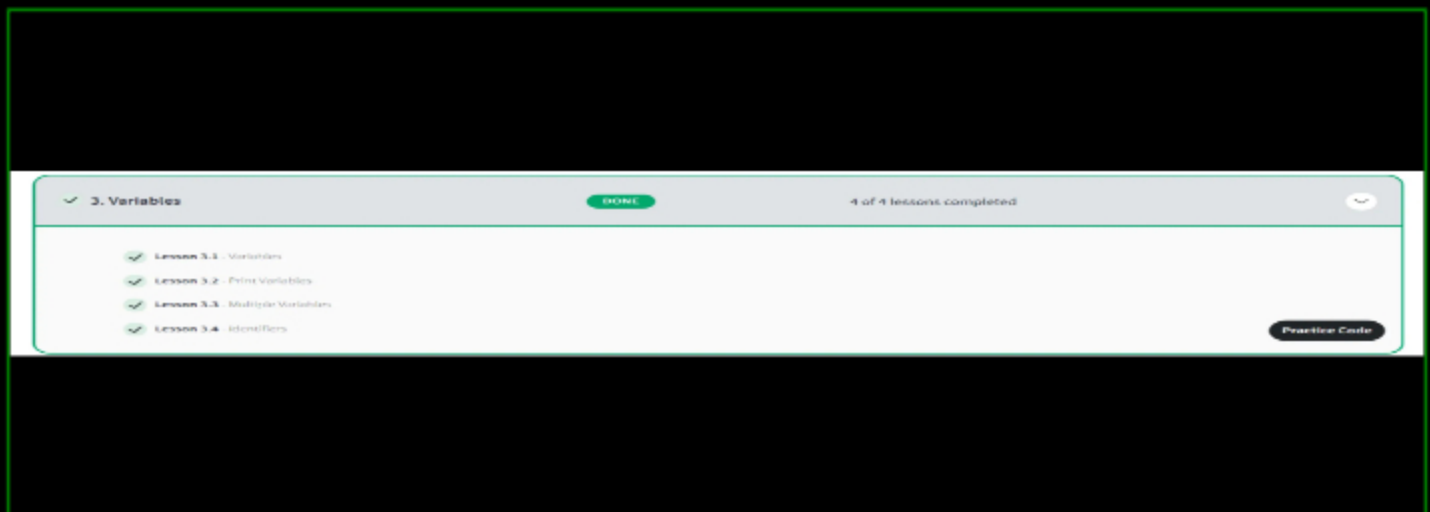 3. Variables DONE 4 of 4 lessons completed
Lesson 3.1 - Variables
Lesson 3.2 - Print Variables
Lesson 3.3 - Multiple Variables
Lesson 3.4 - Identifiers
Practice Code